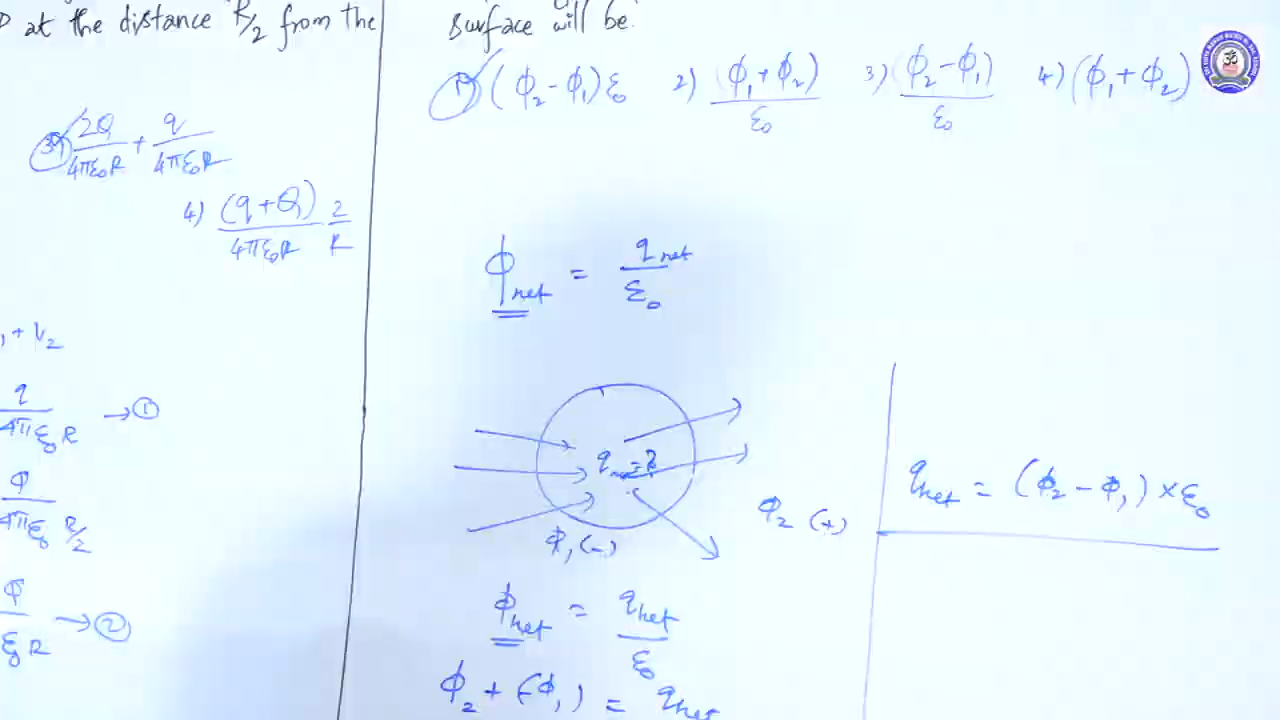 at the distance R/2 from the
3) 2Q/4πε₀R + q/4πε₀R
4) (q+Q)/4πε₀R 2/R
+ V₂
q/4πε₀R → ①
Q/4πε₀ R/2
→ ②
surface will be.
1) (ϕ₂ − ϕ₁)ε₀ 2) (ϕ₁ + ϕ₂)/ε₀ 3) (ϕ₂ − ϕ₁)/ε₀ 4) (ϕ₁ + ϕ₂)
ϕnet = qnet/ε₀
qnet = ?
ϕ₁ (−)
ϕ₂ (+)
ϕnet = qnet/ε₀
ϕ₂ + (−ϕ₁) = qnet
qnet = (ϕ₂ − ϕ₁) × ε₀